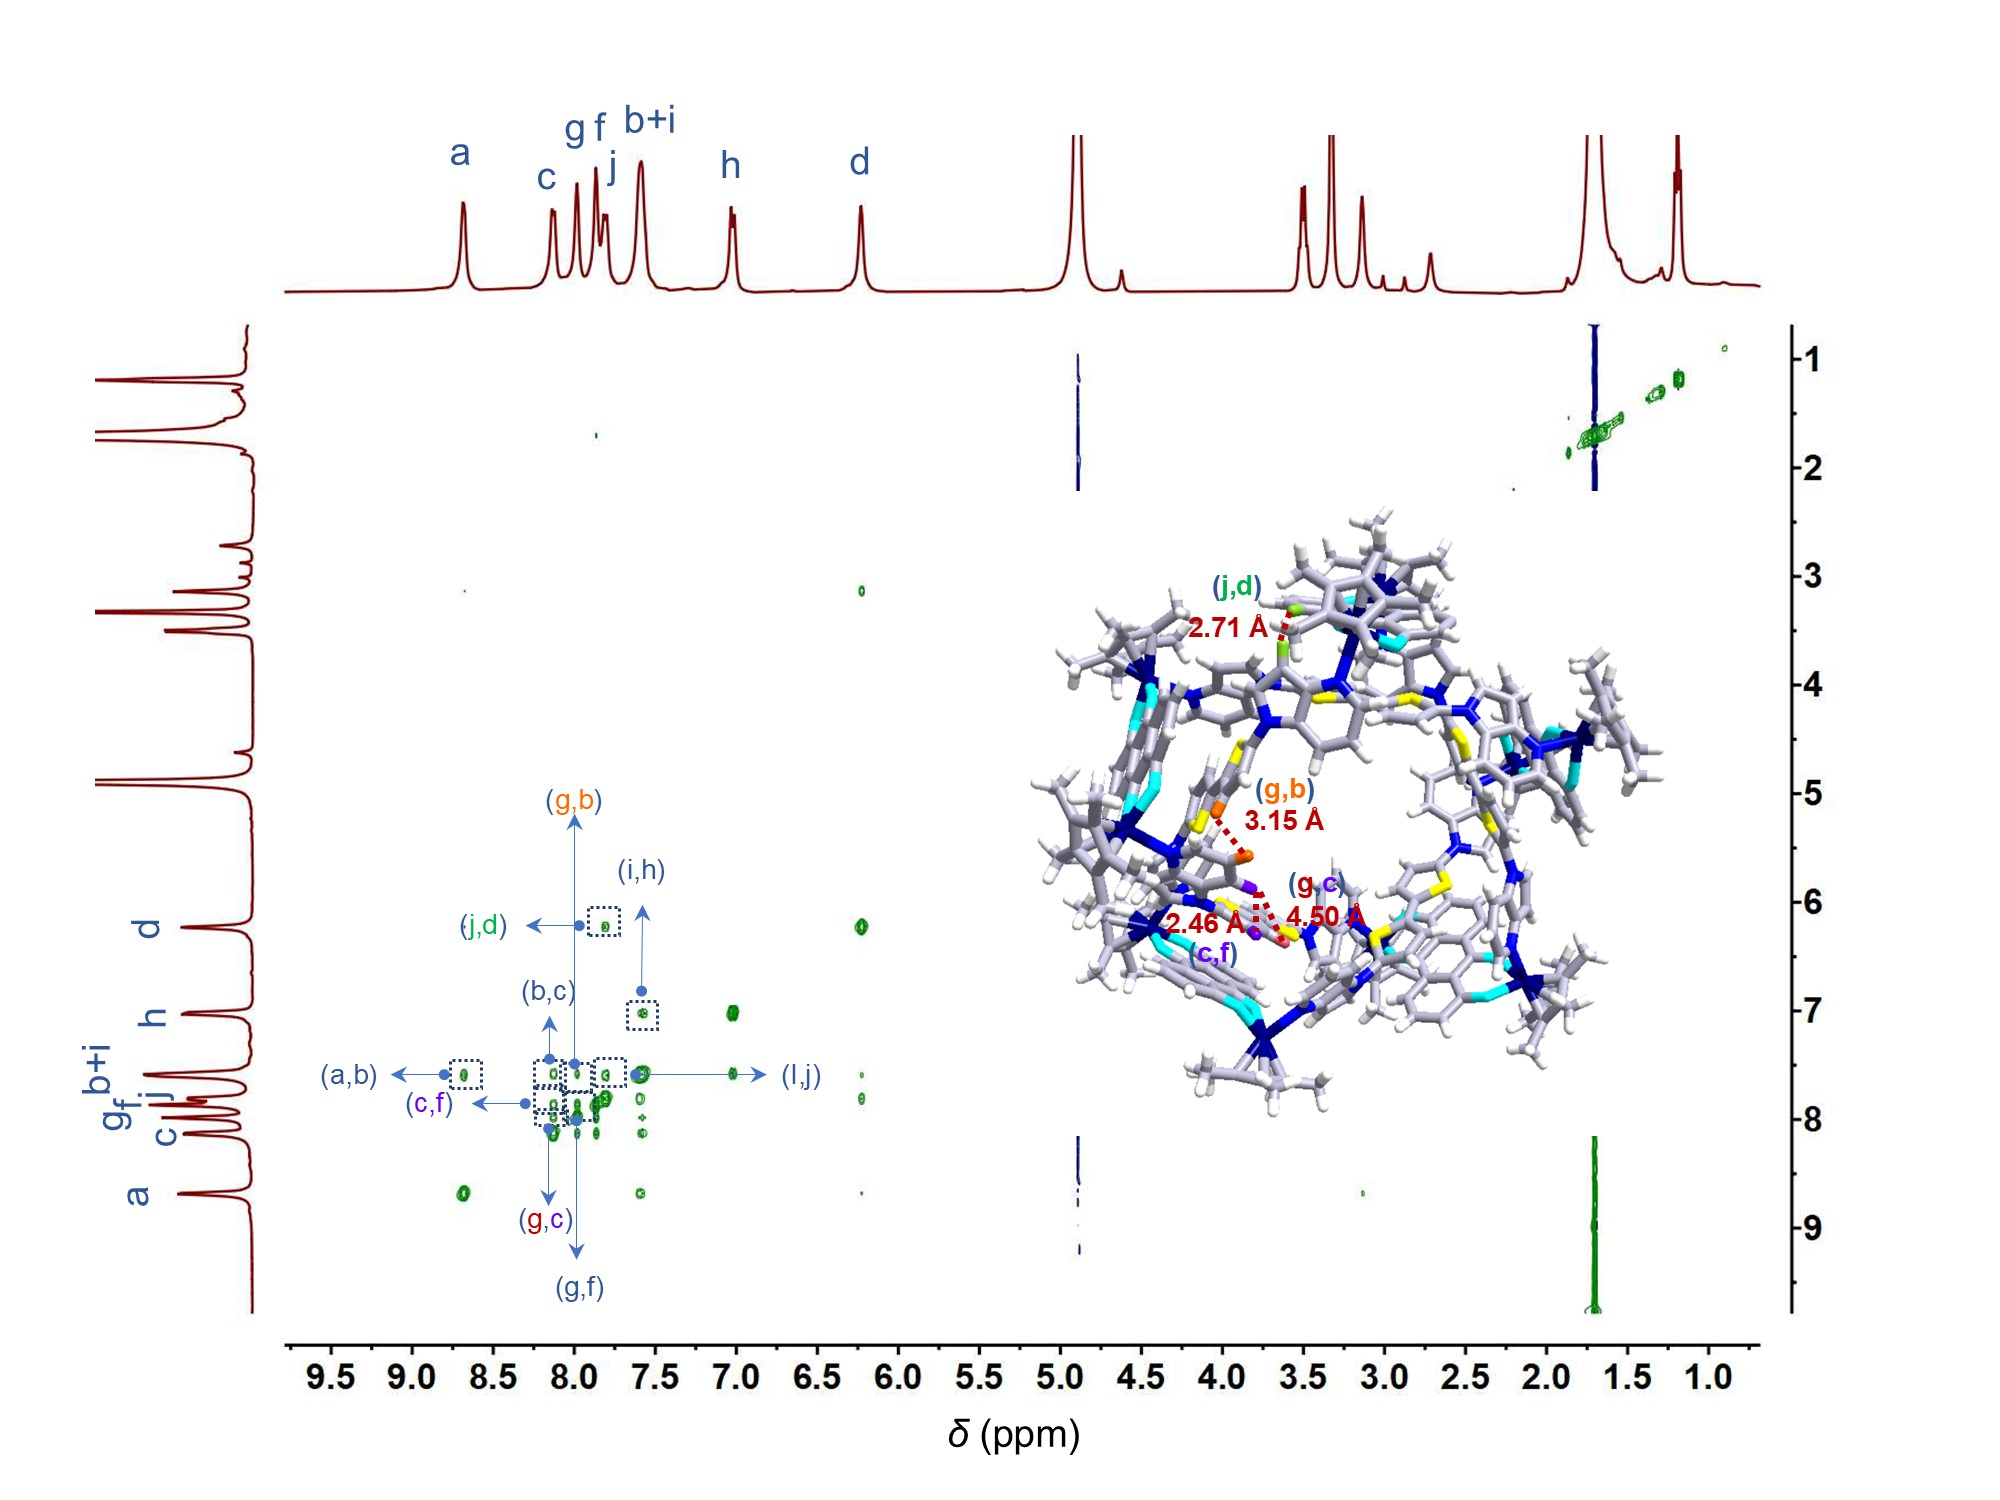 a
c
g
f
j
b+i
h
d
1
2
3
4
5
6
7
8
9
d
h
b+i
j
f
g
c
a
(g,b)
(i,h)
(j,d)
(b,c)
(a,b)
(l,j)
(c,f)
(g,c)
(g,f)
(j,d)
2.71 Å
(g,b)
3.15 Å
(g,c)
2.46 Å
4.50 Å
(c,f)
9.5 9.0 8.5 8.0 7.5 7.0 6.5 6.0 5.5 5.0 4.5 4.0 3.5 3.0 2.5 2.0 1.5 1.0
δ (ppm)